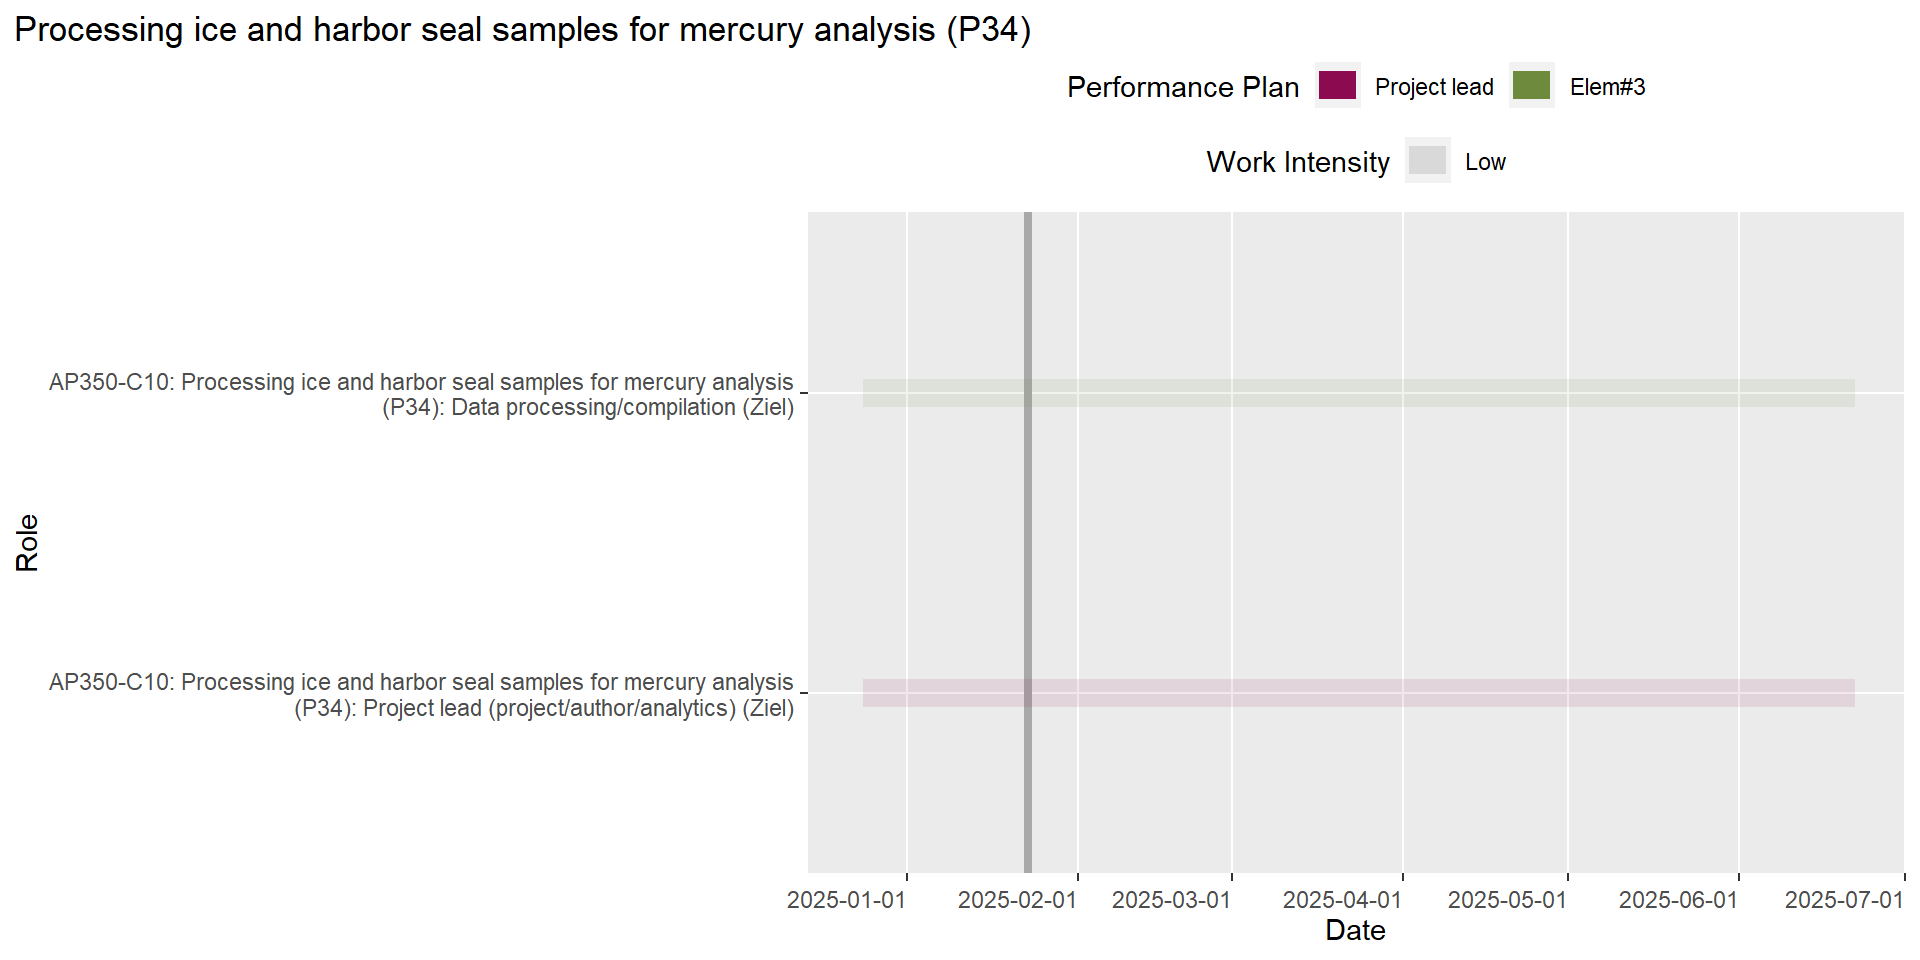 Processing ice and harbor seal samples for mercury analysis (P34)
Performance Plan Project lead Elem#3
Work Intensity Low
AP350-C10: Processing ice and harbor seal samples for mercury analysis
(P34): Data processing/compilation (Ziel)
Role
AP350-C10: Processing ice and harbor seal samples for mercury analysis
(P34): Project lead (project/author/analytics) (Ziel)
2025-01-01 2025-02-01 2025-03-01 2025-04-01 2025-05-01 2025-06-01 2025-07-01
Date